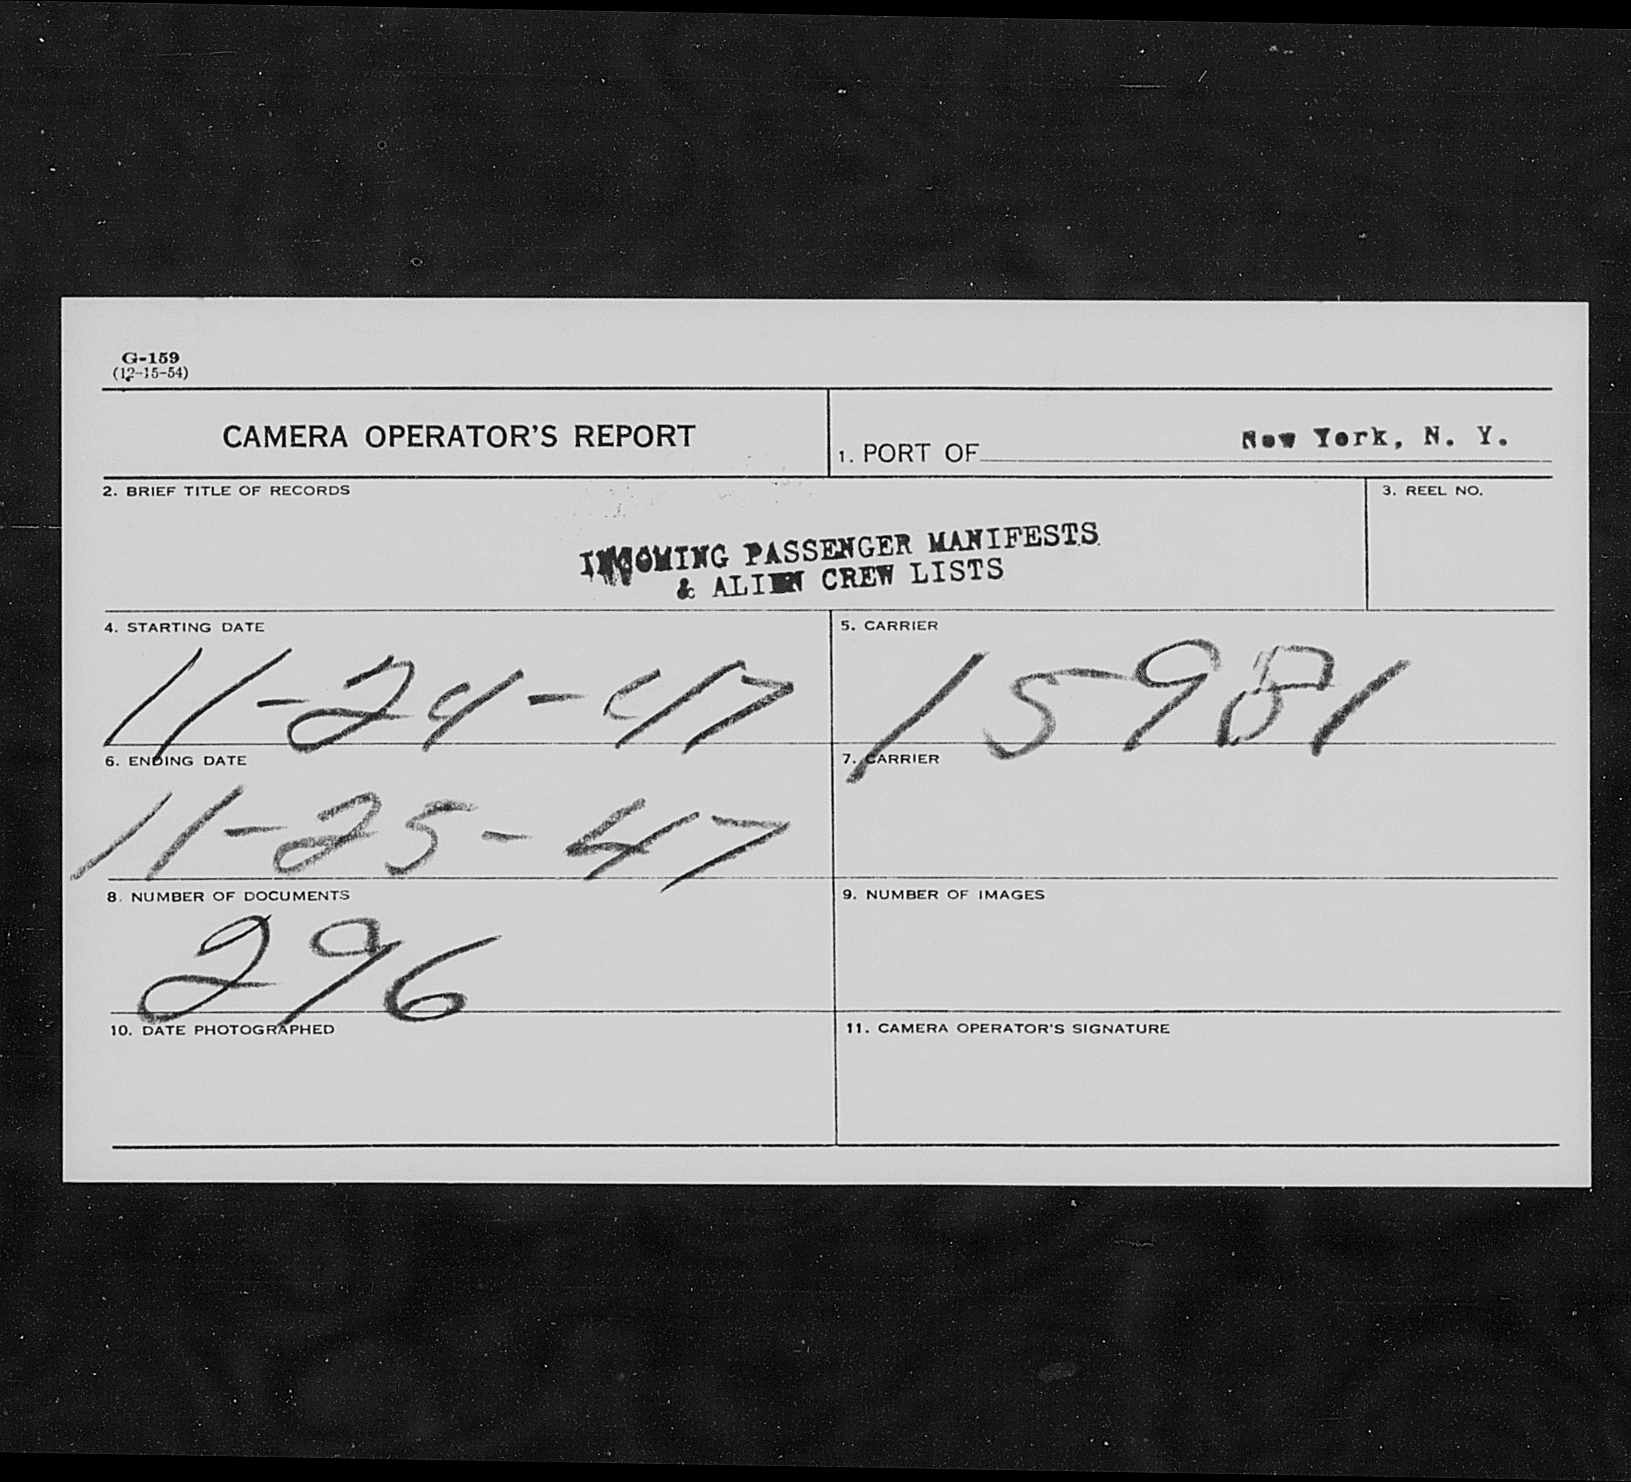 G-159
(12-15-54)
CAMERA OPERATOR'S REPORT
1. PORT OF New York, N. Y.
2. BRIEF TITLE OF RECORDS
3. REEL NO.
INCOMING PASSENGER MANIFESTS
& ALIEN CREW LISTS
4. STARTING DATE
5. CARRIER
11-24-47
15981
6. ENDING DATE
7. CARRIER
11-25-47
8. NUMBER OF DOCUMENTS
9. NUMBER OF IMAGES
296
10. DATE PHOTOGRAPHED
11. CAMERA OPERATOR'S SIGNATURE